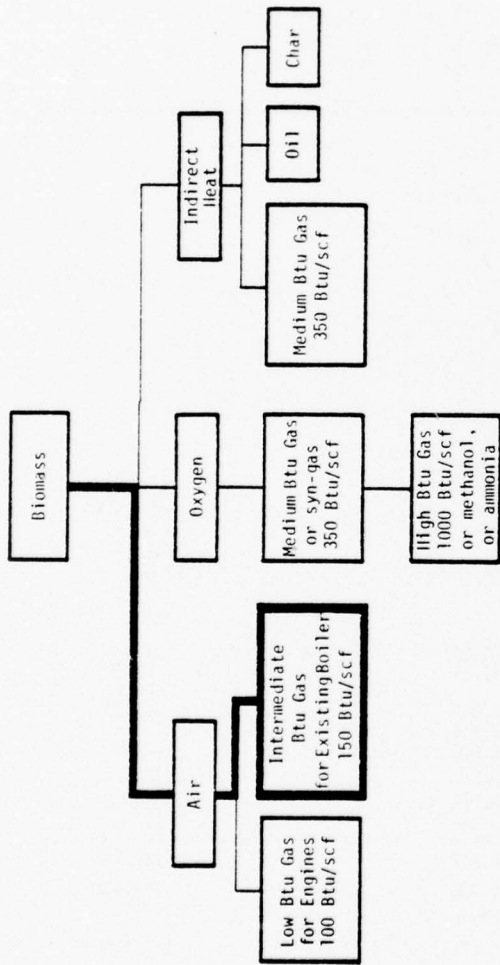 Biomass
Air
Oxygen
Indirect
Heat
Low Btu Gas
for Engines
100 Btu/scf
Intermediate
Btu Gas
for Existing Boiler
150 Btu/scf
Medium Btu Gas
or syn-gas
350 Btu/scf
Medium Btu Gas
350 Btu/scf
Oil
Char
High Btu Gas
1000 Btu/scf
or methanol,
or ammonia